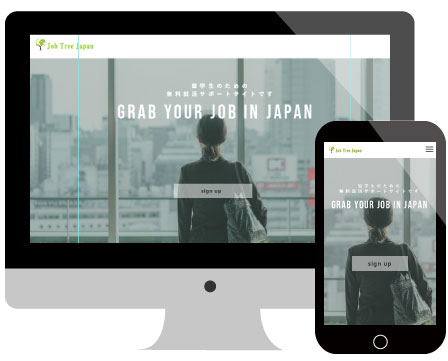 Job Tree Japan
留学生のための
無料就活サポートサイトです
GRAB YOUR JOB IN JAPAN
sign up
Job Tree Japan
留学生のための
無料就活サポートサイトです
GRAB YOUR JOB IN JAPAN
sign up